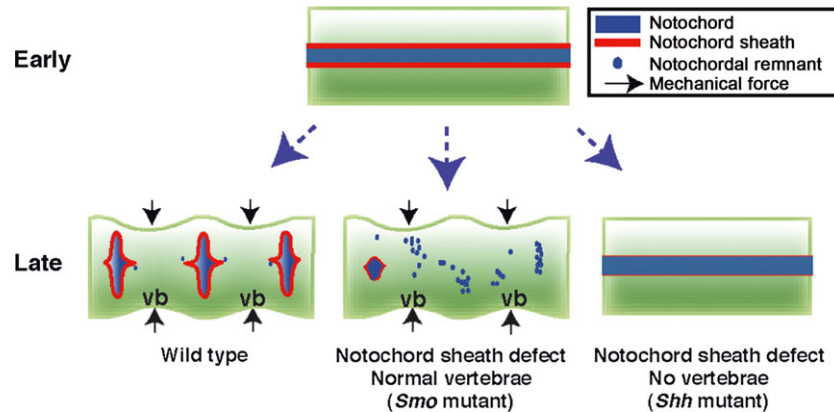 Early
Notochord
Notochord sheath
Notochordal remnant
Mechanical force
Late
vb
vb
vb
vb
Wild type
Notochord sheath defect
Normal vertebrae
(Smo mutant)
Notochord sheath defect
No vertebrae
(Shh mutant)